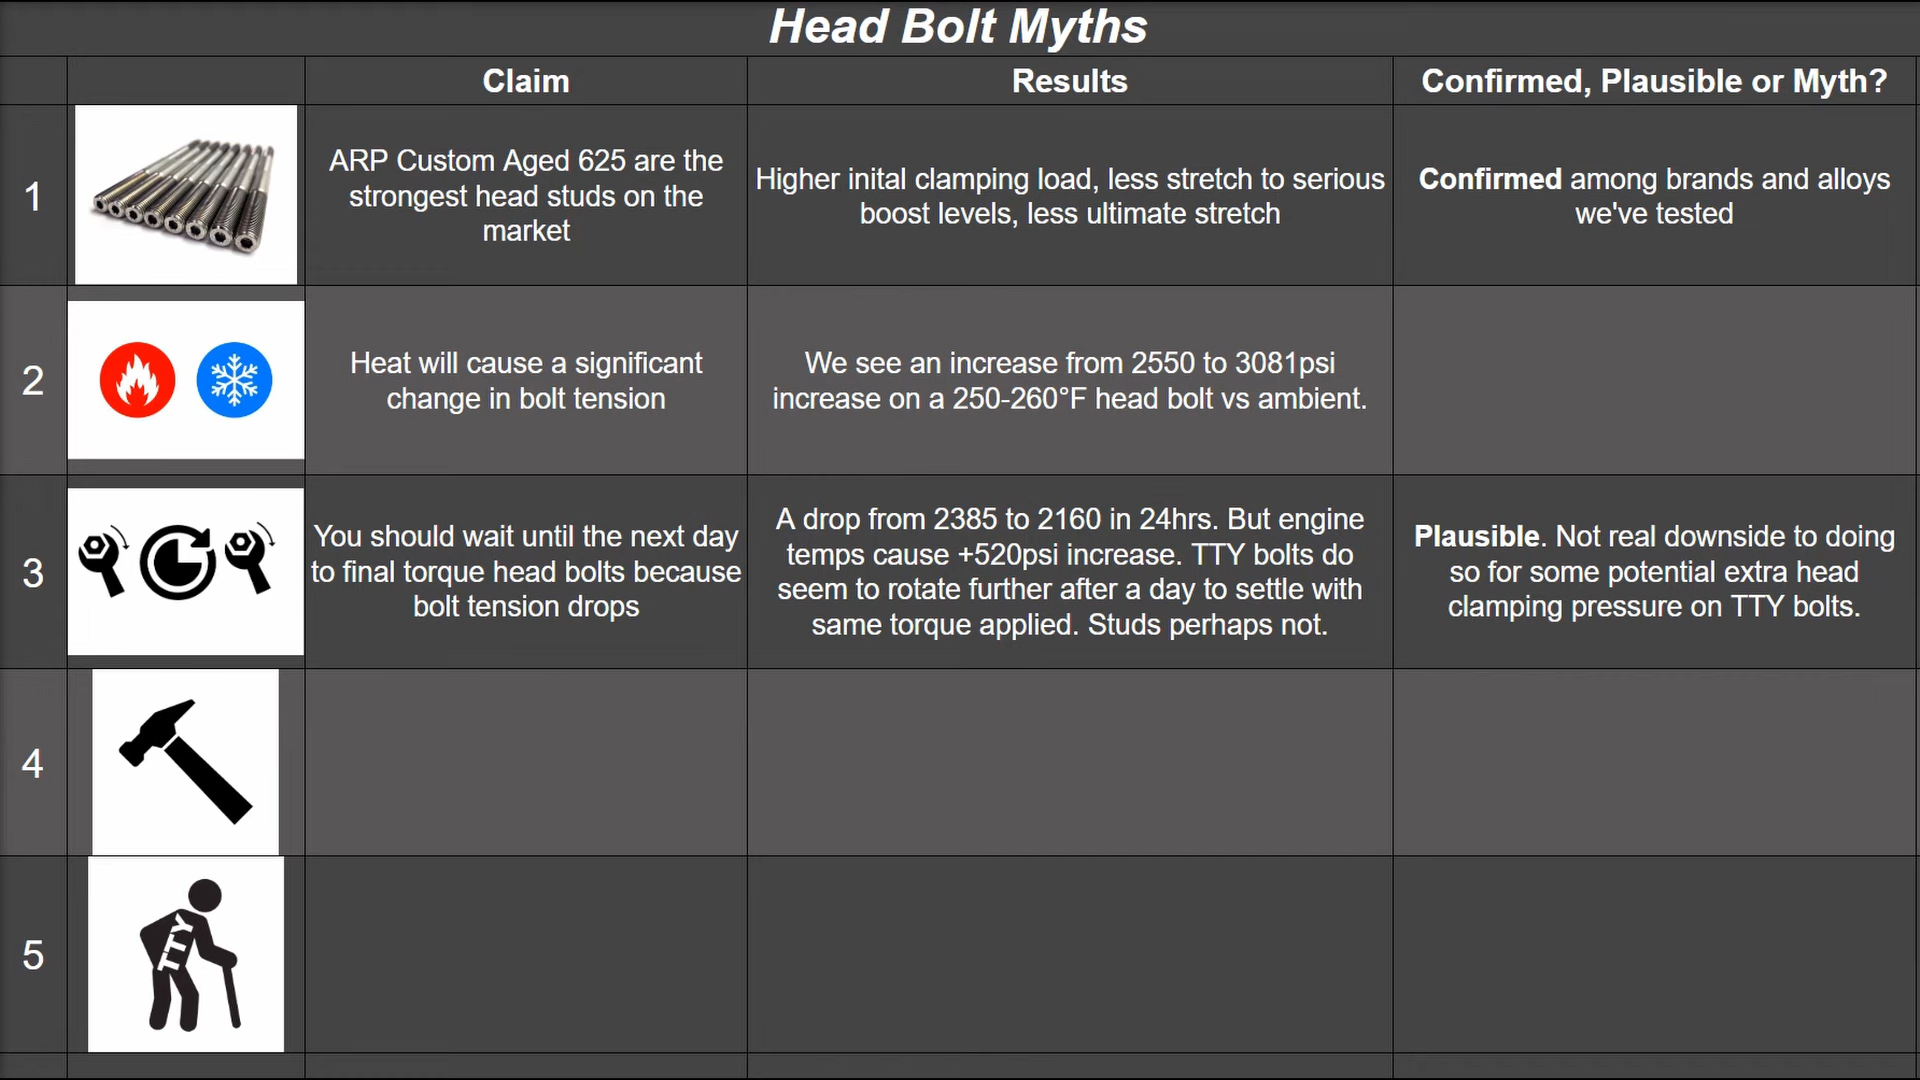 Head Bolt Myths
Claim
Results
Confirmed, Plausible or Myth?
1
ARP Custom Aged 625 are the
strongest head studs on the
market
Higher inital clamping load, less stretch to serious
boost levels, less ultimate stretch
Confirmed among brands and alloys
we've tested
2
Heat will cause a significant
change in bolt tension
We see an increase from 2550 to 3081psi
increase on a 250-260°F head bolt vs ambient.
3
You should wait until the next day
to final torque head bolts because
bolt tension drops
A drop from 2385 to 2160 in 24hrs. But engine
temps cause +520psi increase. TTY bolts do
seem to rotate further after a day to settle with
same torque applied. Studs perhaps not.
Plausible. Not real downside to doing
so for some potential extra head
clamping pressure on TTY bolts.
4
5
TTY